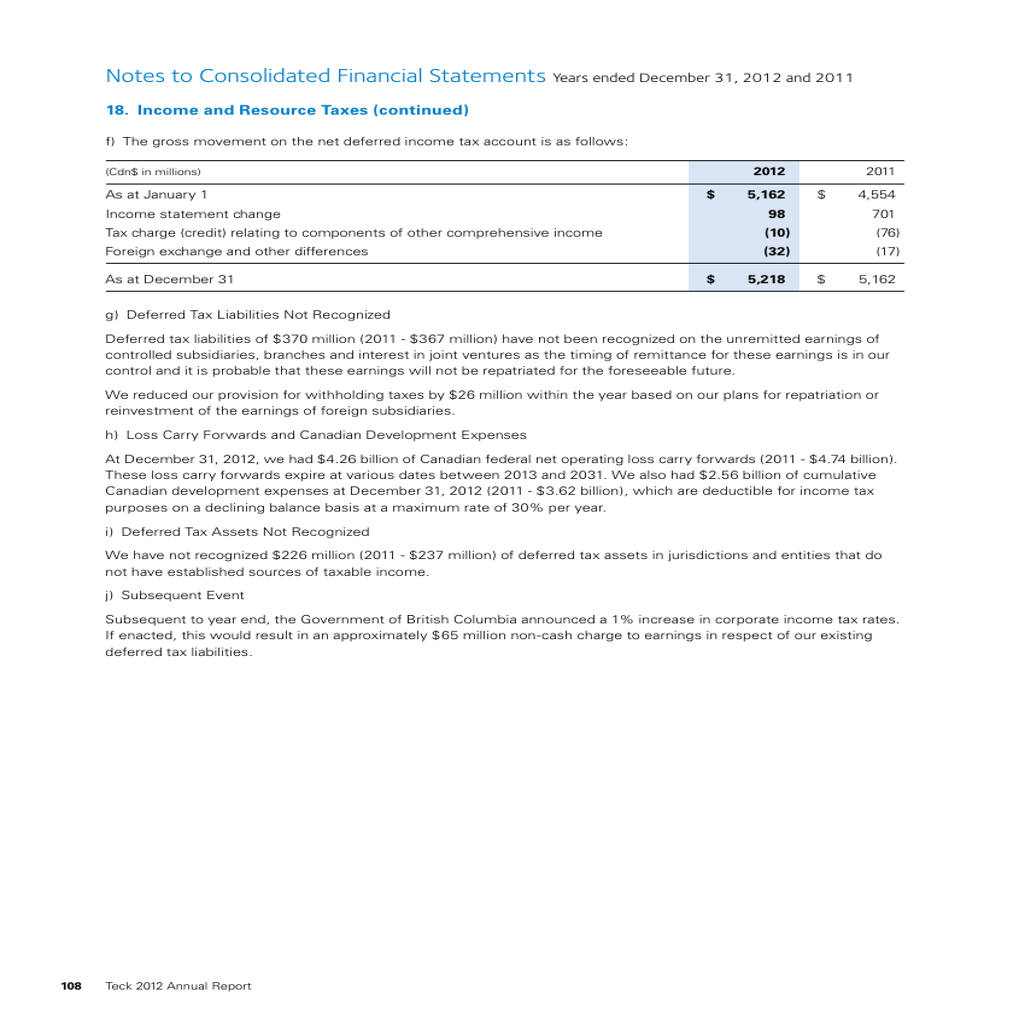 Notes to Consolidated Financial Statements Years ended December 31, 2012 and 2011
18. Income and Resource Taxes (continued)
f) The gross movement on the net deferred income tax account is as follows:
(Cdn$ in millions) 2012 2011
As at January 1 $ 5,162 $ 4,554
Income statement change 98 701
Tax charge (credit) relating to components of other comprehensive income (10) (76)
Foreign exchange and other differences (32) (17)
As at December 31 $ 5,218 $ 5,162
g) Deferred Tax Liabilities Not Recognized
Deferred tax liabilities of $370 million (2011 - $367 million) have not been recognized on the unremitted earnings of
controlled subsidiaries, branches and interest in joint ventures as the timing of remittance for these earnings is in our
control and it is probable that these earnings will not be repatriated for the foreseeable future.
We reduced our provision for withholding taxes by $26 million within the year based on our plans for repatriation or
reinvestment of the earnings of foreign subsidiaries.
h) Loss Carry Forwards and Canadian Development Expenses
At December 31, 2012, we had $4.26 billion of Canadian federal net operating loss carry forwards (2011 - $4.74 billion).
These loss carry forwards expire at various dates between 2013 and 2031. We also had $2.56 billion of cumulative
Canadian development expenses at December 31, 2012 (2011 - $3.62 billion), which are deductible for income tax
purposes on a declining balance basis at a maximum rate of 30% per year.
i) Deferred Tax Assets Not Recognized
We have not recognized $226 million (2011 - $237 million) of deferred tax assets in jurisdictions and entities that do
not have established sources of taxable income.
j) Subsequent Event
Subsequent to year end, the Government of British Columbia announced a 1% increase in corporate income tax rates.
If enacted, this would result in an approximately $65 million non-cash charge to earnings in respect of our existing
deferred tax liabilities.
108 Teck 2012 Annual Report